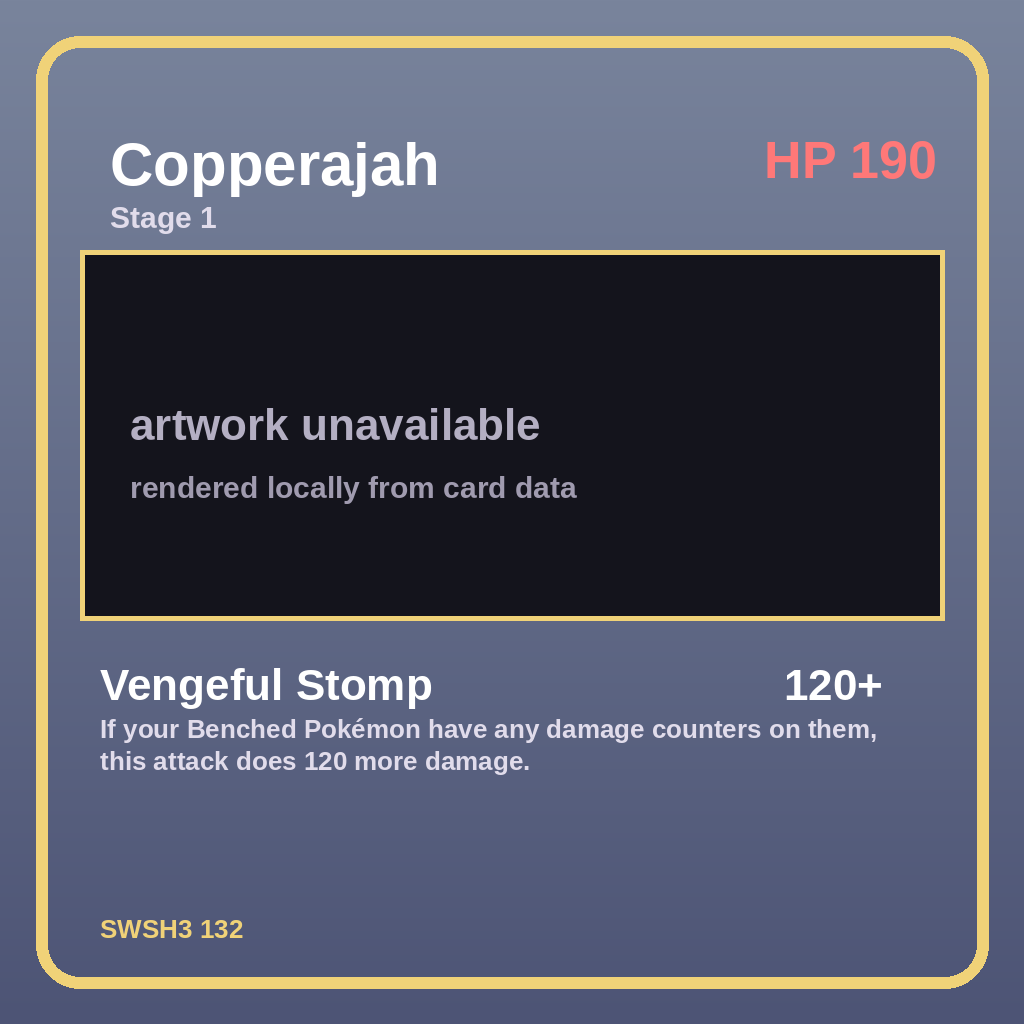 Copperajah
HP 190
Stage 1
artwork unavailable
rendered locally from card data
Vengeful Stomp
120+
If your Benched Pokémon have any damage counters on them,
this attack does 120 more damage.
SWSH3 132